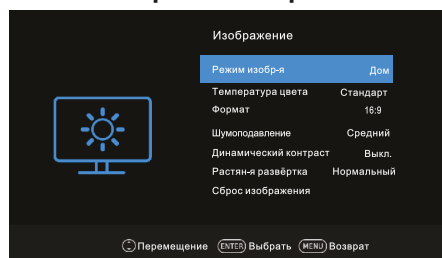 Изображение
Режим изобр-я Дом
Температура цвета Стандарт
Формат 16:9
Шумоподавление Средний
Динамический контраст Выкл.
Растян-я развёртка Нормальный
Сброс изображения
Перемещение ENTER Выбрать MENU Возврат